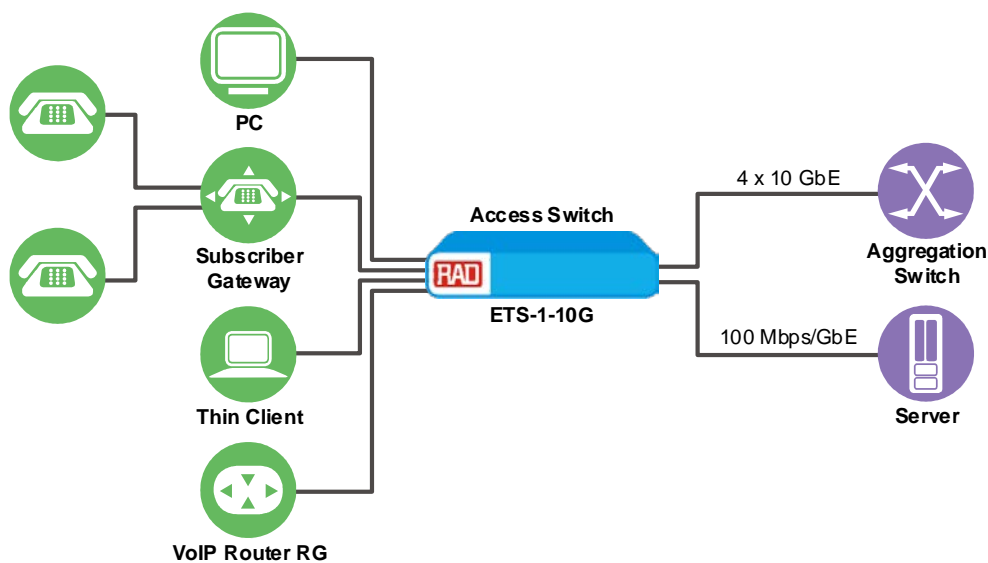 PC
Subscriber
Gateway
Thin Client
VoIP Router RG
Access Switch
RAD
ETS-1-10G
4 x 10 GbE
Aggregation
Switch
100 Mbps/GbE
Server